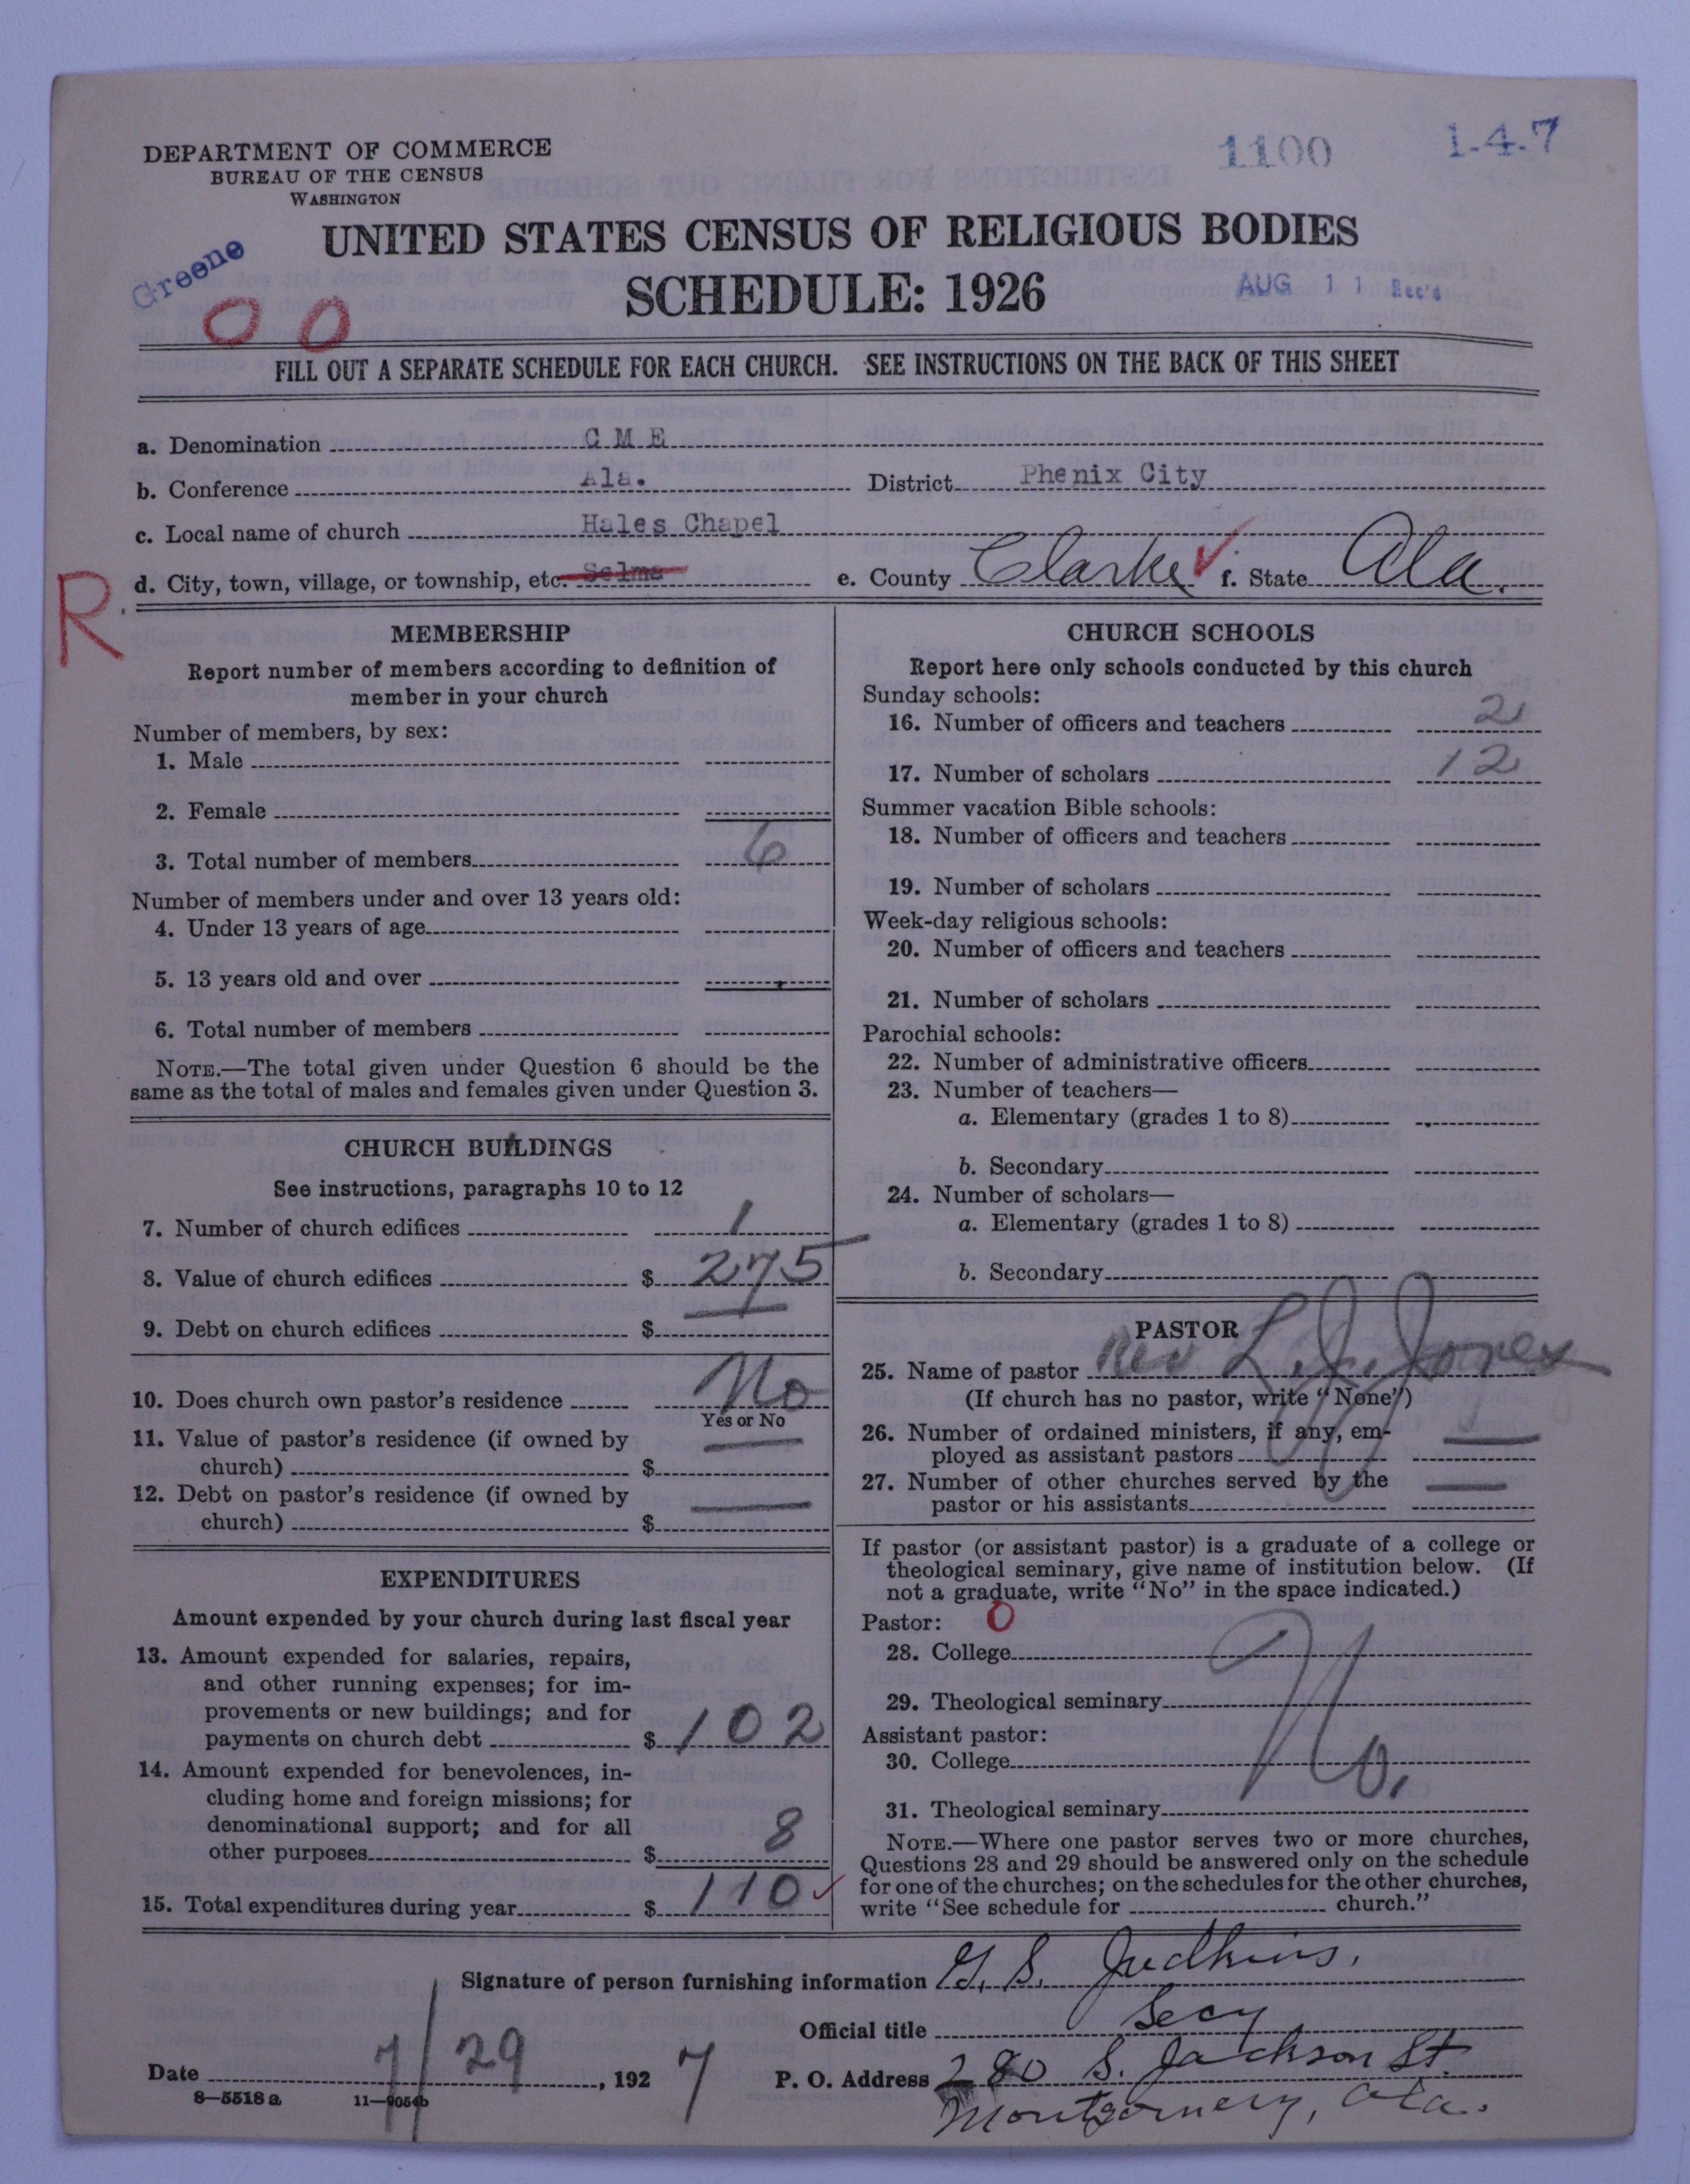 DEPARTMENT OF COMMERCE
BUREAU OF THE CENSUS
WASHINGTON
1100
1-4-7
UNITED STATES CENSUS OF RELIGIOUS BODIES
Greene
SCHEDULE: 1926
AUG 11 Rec'd
0 0
FILL OUT A SEPARATE SCHEDULE FOR EACH CHURCH. SEE INSTRUCTIONS ON THE BACK OF THIS SHEET
a. Denomination C M E
b. Conference Ala. District Phenix City
c. Local name of church Hales Chapel
d. City, town, village, or township, etc. Selma e. County Clarke ✓ f. State Ala.
R
MEMBERSHIP
Report number of members according to definition of
member in your church
Number of members, by sex:
1. Male
2. Female
3. Total number of members 6
Number of members under and over 13 years old:
4. Under 13 years of age
5. 13 years old and over
6. Total number of members
NOTE.—The total given under Question 6 should be the
same as the total of males and females given under Question 3.
CHURCH BUILDINGS
See instructions, paragraphs 10 to 12
7. Number of church edifices 1
8. Value of church edifices $ 275
9. Debt on church edifices $ —
10. Does church own pastor's residence No
Yes or No
11. Value of pastor's residence (if owned by
church) $ —
12. Debt on pastor's residence (if owned by
church) $ —
EXPENDITURES
Amount expended by your church during last fiscal year
13. Amount expended for salaries, repairs,
and other running expenses; for im-
provements or new buildings; and for
payments on church debt $ 102
14. Amount expended for benevolences, in-
cluding home and foreign missions; for
denominational support; and for all
other purposes $ 8
15. Total expenditures during year $ 110 ✓
CHURCH SCHOOLS
Report here only schools conducted by this church
Sunday schools:
16. Number of officers and teachers 2
17. Number of scholars 12
Summer vacation Bible schools:
18. Number of officers and teachers
19. Number of scholars
Week-day religious schools:
20. Number of officers and teachers
21. Number of scholars
Parochial schools:
22. Number of administrative officers
23. Number of teachers—
a. Elementary (grades 1 to 8)
b. Secondary
24. Number of scholars—
a. Elementary (grades 1 to 8)
b. Secondary
PASTOR
25. Name of pastor Rev L. J. Jones
(If church has no pastor, write "None")
26. Number of ordained ministers, if any, em-
ployed as assistant pastors —
27. Number of other churches served by the
pastor or his assistants —
If pastor (or assistant pastor) is a graduate of a college or
theological seminary, give name of institution below. (If
not a graduate, write "No" in the space indicated.)
Pastor: 0
28. College
29. Theological seminary No.
Assistant pastor:
30. College
31. Theological seminary
NOTE.—Where one pastor serves two or more churches,
Questions 28 and 29 should be answered only on the schedule
for one of the churches; on the schedules for the other churches,
write "See schedule for church."
Signature of person furnishing information G. S. Judkins.
Official title Secy
Date 7/29, 1927 P. O. Address 280 S. Jackson St.
8-5518a 11-9054b Montgomery, Ala.